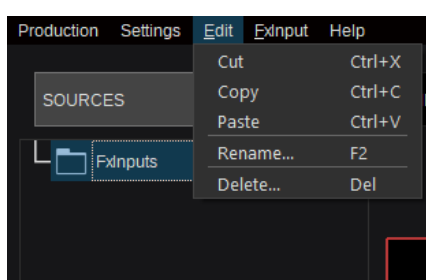 Production Settings Edit FxInput Help
Cut Ctrl+X
SOURCES
Copy Ctrl+C
Paste Ctrl+V
FxInputs
Rename... F2
Delete... Del